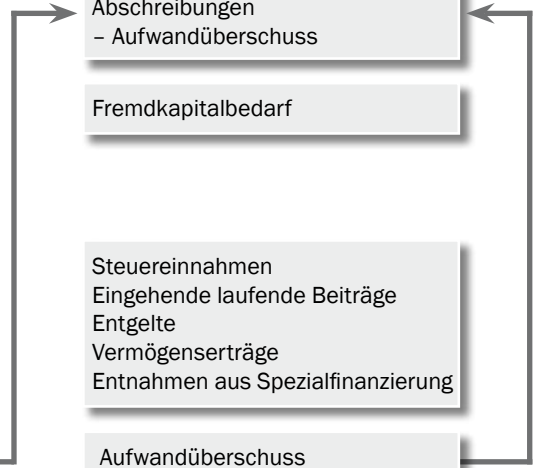 Abschreibungen
– Aufwandüberschuss
Fremdkapitalbedarf
Steuereinnahmen
Eingehende laufende Beiträge
Entgelte
Vermögenserträge
Entnahmen aus Spezialfinanzierung
Aufwandüberschuss